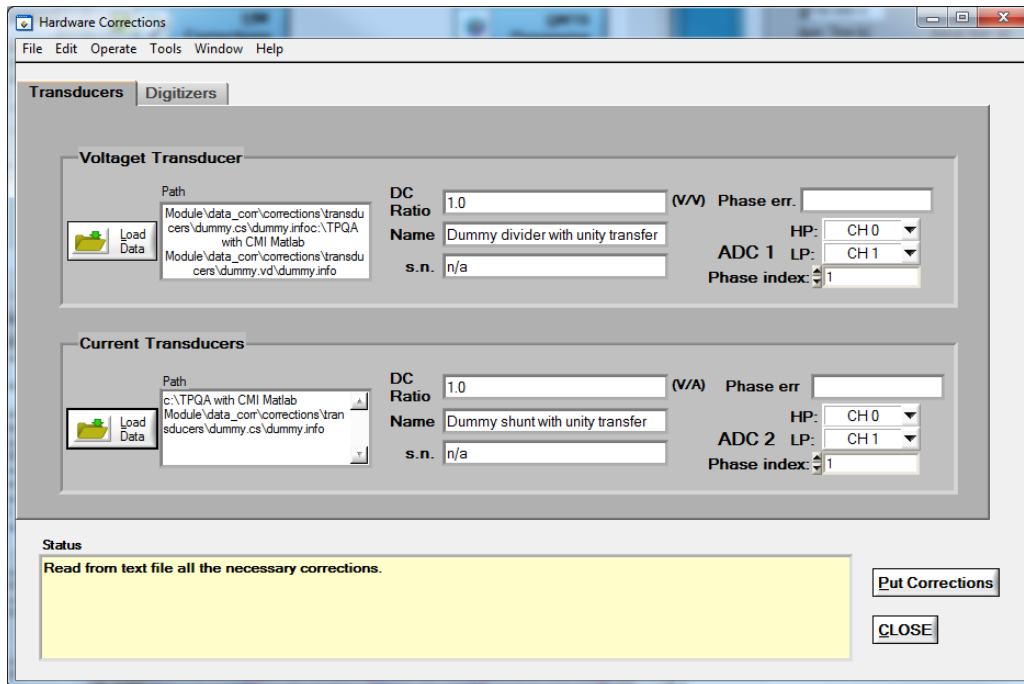 Hardware Corrections
File Edit Operate Tools Window Help
Transducers Digitizers
Voltaget Transducer
Path
Load
Data
Module\data_corr\corrections\transdu
cers\dummy.cs\dummy.infoc:\TPQA
with CMI Matlab
Module\data_corr\corrections\transdu
cers\dummy.vd\dummy.info
DC
Ratio 1.0 (V/V)
Name Dummy divider with unity transfer
s.n. n/a
Phase err.
HP: CH 0
ADC 1 LP: CH 1
Phase index: 1
Current Transducers
Path
Load
Data
c:\TPQA with CMI Matlab
Module\data_corr\corrections\tran
sducers\dummy.cs\dummy.info
DC
Ratio 1.0 (V/A)
Name Dummy shunt with unity transfer
s.n. n/a
Phase err
HP: CH 0
ADC 2 LP: CH 1
Phase index: 1
Status
Read from text file all the necessary corrections.
Put Corrections
CLOSE